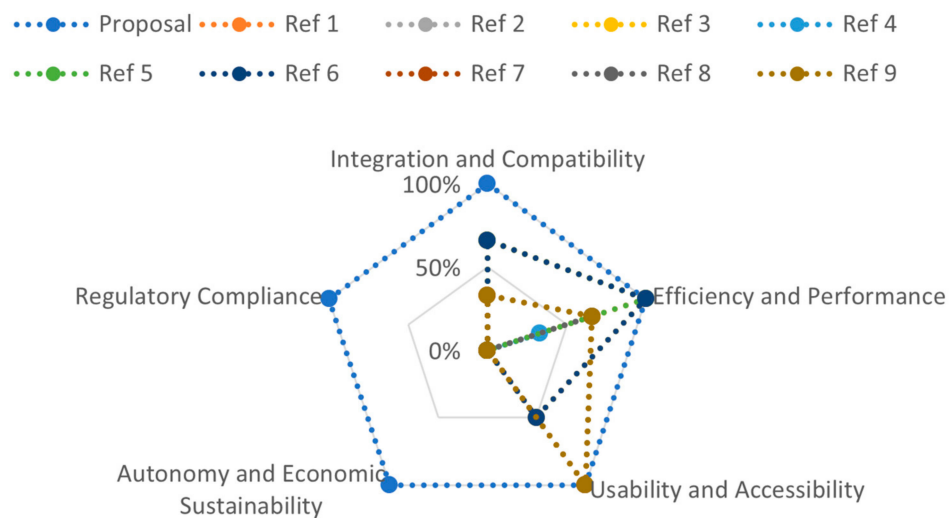 Proposal Ref 1 Ref 2 Ref 3 Ref 4
Ref 5 Ref 6 Ref 7 Ref 8 Ref 9
Integration and Compatibility
100%
50%
Regulatory Compliance
Efficiency and Performance
0%
Autonomy and Economic
Sustainability
Usability and Accessibility